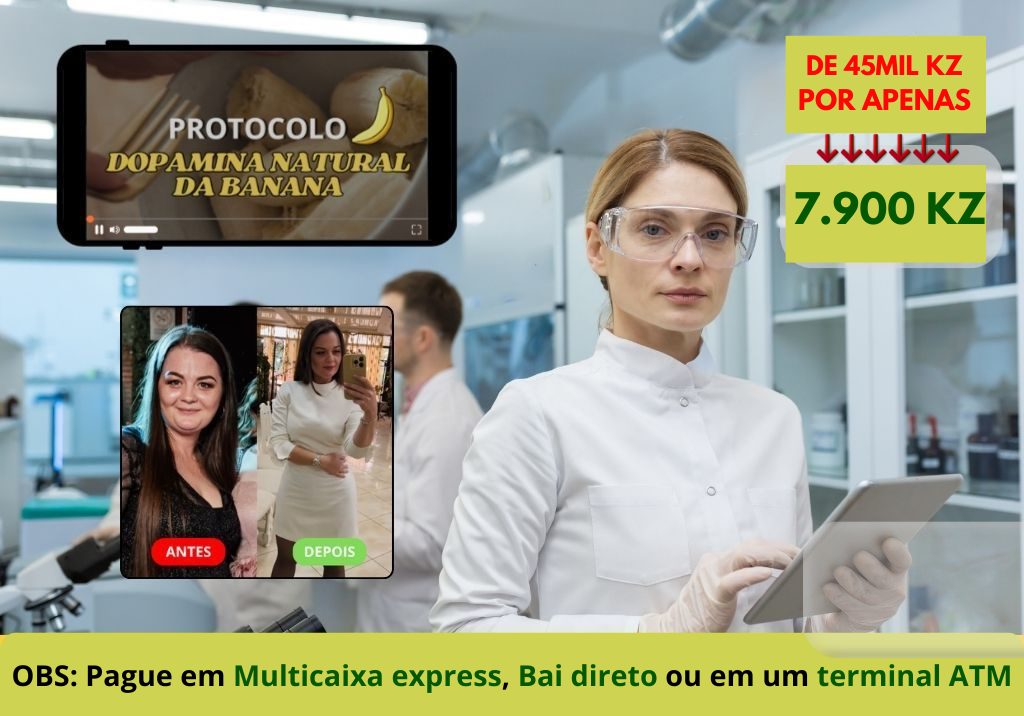 PROTOCOLO
DOPAMINA NATURAL
DA BANANA
DE 45MIL KZ
POR APENAS
7.900 KZ
ANTES
DEPOIS
OBS: Pague em Multicaixa express, Bai direto ou em um terminal ATM